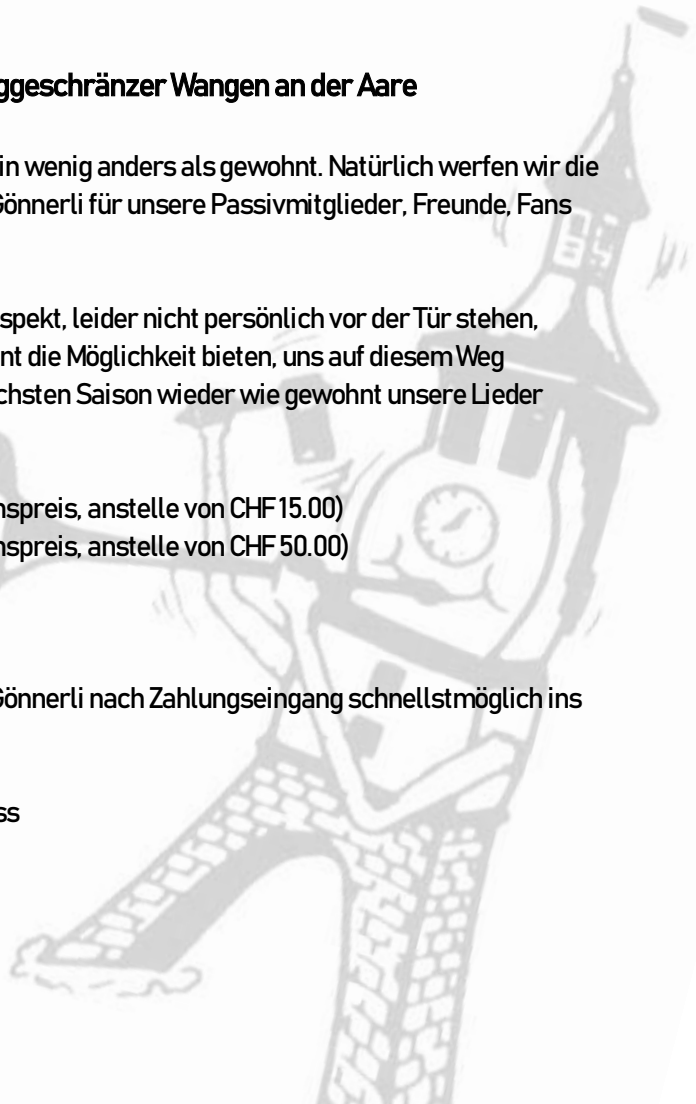 ggeschränzer Wangen an der Aare
in wenig anders als gewohnt. Natürlich werfen wir die
Gönnerli für unsere Passivmitglieder, Freunde, Fans
spekt, leider nicht persönlich vor der Tür stehen,
nt die Möglichkeit bieten, uns auf diesem Weg
chsten Saison wieder wie gewohnt unsere Lieder
nspreis, anstelle von CHF 15.00)
nspreis, anstelle von CHF 50.00)
Gönnerli nach Zahlungseingang schnellstmöglich ins
ss